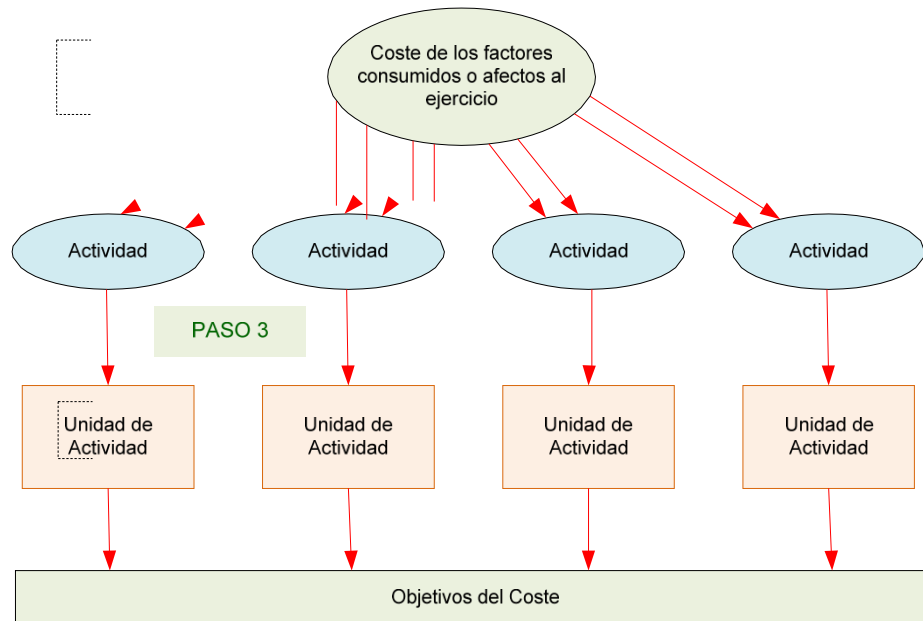 Coste de los factores
consumidos o afectos al
ejercicio
Actividad
Actividad
Actividad
Actividad
PASO 3
Unidad de
Actividad
Unidad de
Actividad
Unidad de
Actividad
Unidad de
Actividad
Objetivos del Coste